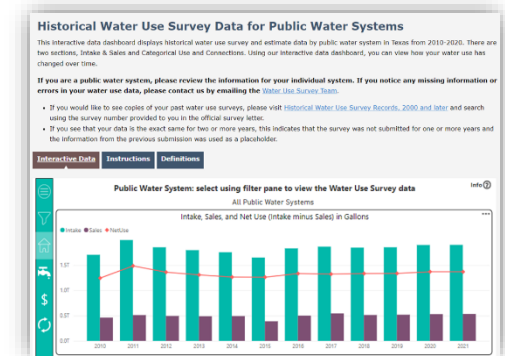 Historical Water Use Survey Data for Public Water Systems
This interactive data dashboard displays historical water use survey and estimate data by public water system in Texas from 2010-2020. There are
two sections, Intake & Sales and Categorical Use and Connections. Using our interactive data dashboard, you can view how your water use has
changed over time.
If you are a public water system, please review the information for your individual system. If you notice any missing information or
errors in your water use data, please contact us by emailing the Water Use Survey Team.
• If you would like to see copies of your past water use surveys, please visit Historical Water Use Survey Records, 2000 and later and search
using the survey number provided to you in the official survey letter.
• If you see that your data is the exact same for two or more years, this indicates that the survey was not submitted for one or more years and
the information from the previous submission was used as a placeholder.
Interactive Data Instructions Definitions
Public Water System: select using filter pane to view the Water Use Survey data
Info ?
All Public Water Systems
Intake, Sales, and Net Use (Intake minus Sales) in Gallons
Intake Sales NetUse
1.5T
1.0T
0.5T
0.0T
2010 2011 2012 2013 2014 2015 2016 2017 2018 2019 2020 2021
$